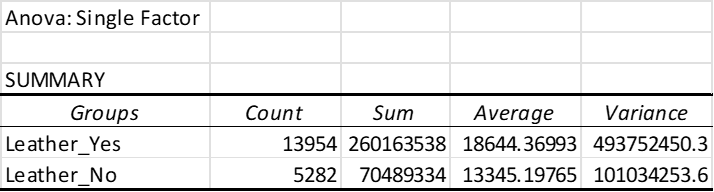 Anova: Single Factor
SUMMARY
Groups Count Sum Average Variance
Leather_Yes 13954 260163538 18644.36993 493752450.3
Leather_No 5282 70489334 13345.19765 101034253.6